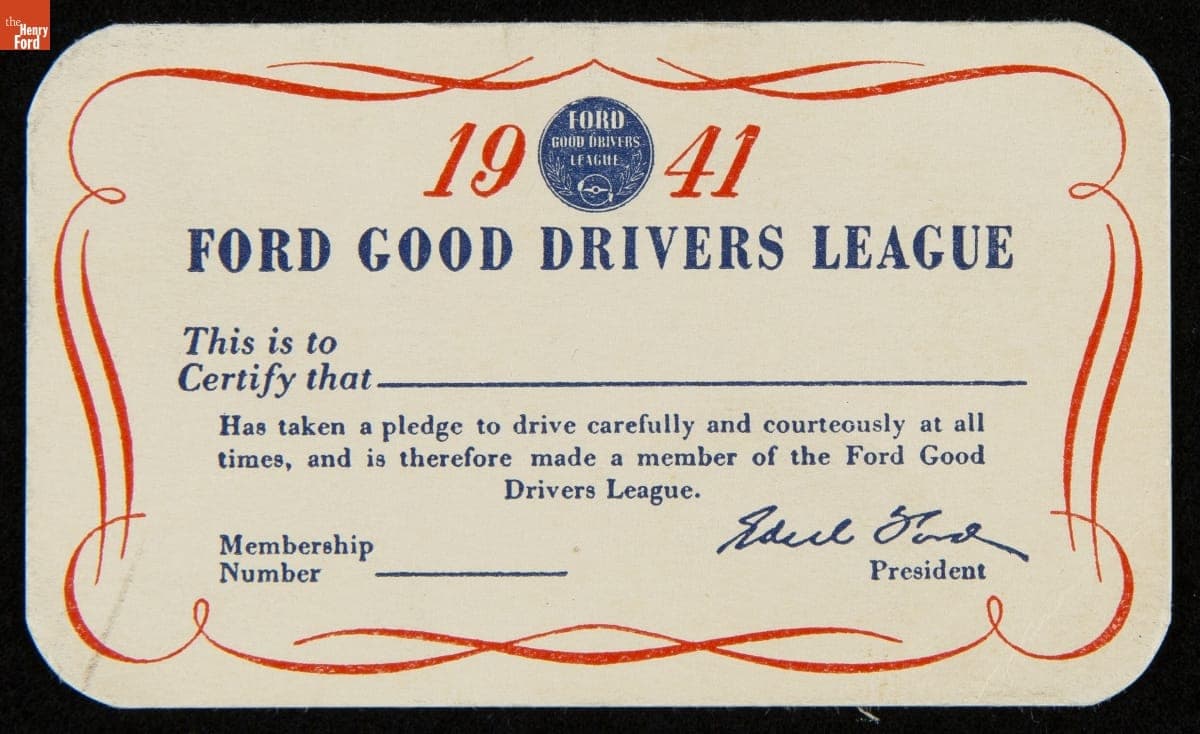 the
Henry
Ford
19 41
FORD
GOOD DRIVERS
LEAGUE
FORD GOOD DRIVERS LEAGUE
This is to
Certify that
Has taken a pledge to drive carefully and courteously at all
times, and is therefore made a member of the Ford Good
Drivers League.
Edsel Ford
Membership
Number
President